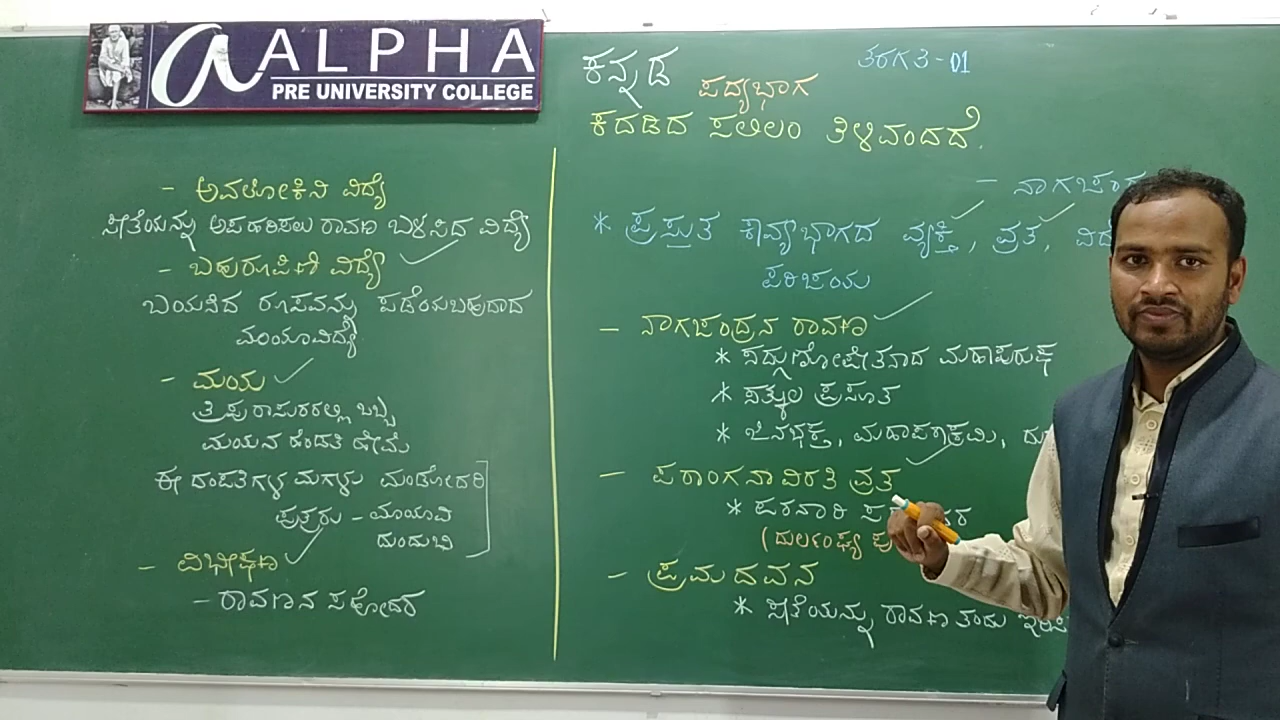 ALPHA
PRE UNIVERSITY COLLEGE
ಕನ್ನಡ
ತರಗತಿ-01
ಪದ್ಯಭಾಗ
ಕದಡಿದ ಸಲಿಲಂ ತಿಳಿವಂದದೆ.
- ನಾಗಚಂದ್ರ
* ಪ್ರಸ್ತುತ ಕಾವ್ಯಭಾಗದ ವ್ಯಕ್ತಿ, ವ್ರತ,
ಪರಿಚಯ
- ನಾಗಚಂದ್ರನ ರಾವಣ
* ಸದ್ಗುಣೋಪೇತನಾದ ಮಹಾಪುರುಷ
* ಸತ್ಕುಲ ಪ್ರಸೂತ
* ಜಿನಭಕ್ತ, ಮಹಾಪರಾಕ್ರಮಿ,
- ಪರಾಂಗನಾವಿರತಿ ವ್ರತ
* ಪರನಾರಿ
(ದುರ್ಲಂಘ್ಯ
- ಪ್ರಮದವನ
* ಸೀತೆಯನ್ನು ರಾವಣ ತಂದು
- ಅವಲೋಕಿನಿ ವಿದ್ಯೆ
ಸೀತೆಯನ್ನು ಅಪಹರಿಸಲು ರಾವಣ ಬಳಸಿದ ವಿದ್ಯೆ
- ಬಹುರೂಪಿಣಿ ವಿದ್ಯೆ
ಬಯಸಿದ ರೂಪವನ್ನು ಪಡೆಯಬಹುದಾದ
ಮಾಯಾವಿದ್ಯೆ
- ಮಯ
ತ್ರಿಪುರಾಸುರರಲ್ಲಿ ಒಬ್ಬ
ಮಯನ ಹೆಂಡತಿ ಹೇಮೆ
ಈ ದಂಪತಿಗಳ ಮಗಳು ಮಂಡೋದರಿ
ಪುತ್ರರು - ಮಾಯಾವಿ
ದುಂದುಭಿ
- ವಿಭೀಷಣ
- ರಾವಣನ ಸಹೋದರ